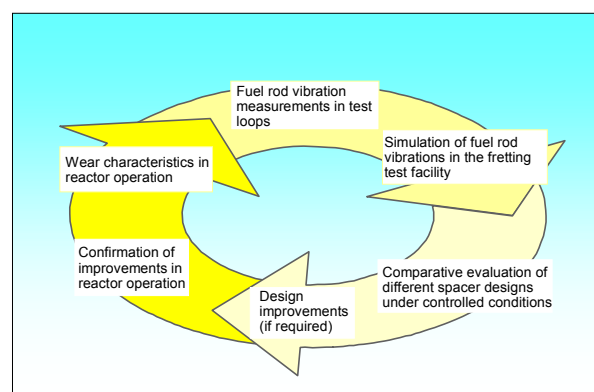 Fuel rod vibration
measurements in test
loops
Simulation of fuel rod
vibrations in the fretting
test facility
Comparative evaluation of
different spacer designs
under controlled conditions
Design
improvements
(if required)
Confirmation of
improvements in
reactor operation
Wear characteristics in
reactor operation